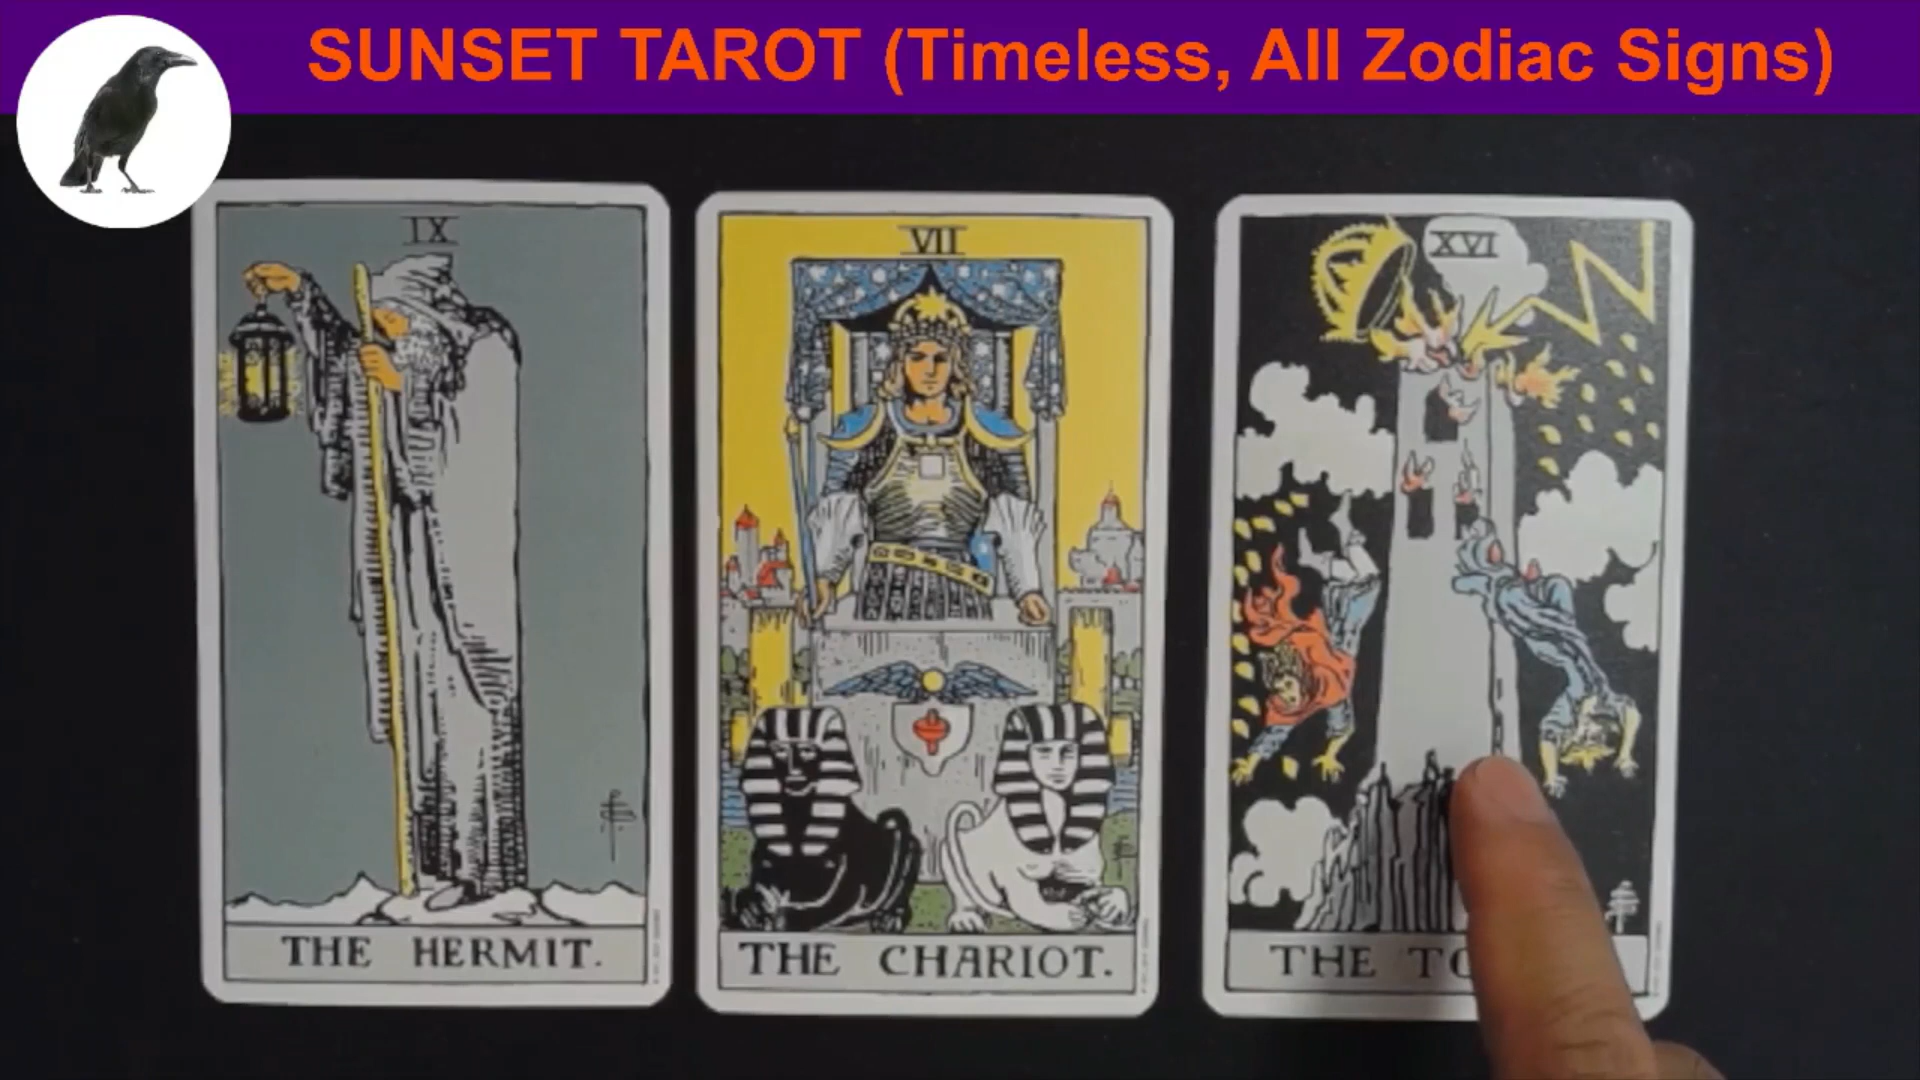 SUNSET TAROT (Timeless, All Zodiac Signs)
IX
VII
XVI
THE HERMIT.
THE CHARIOT.
THE